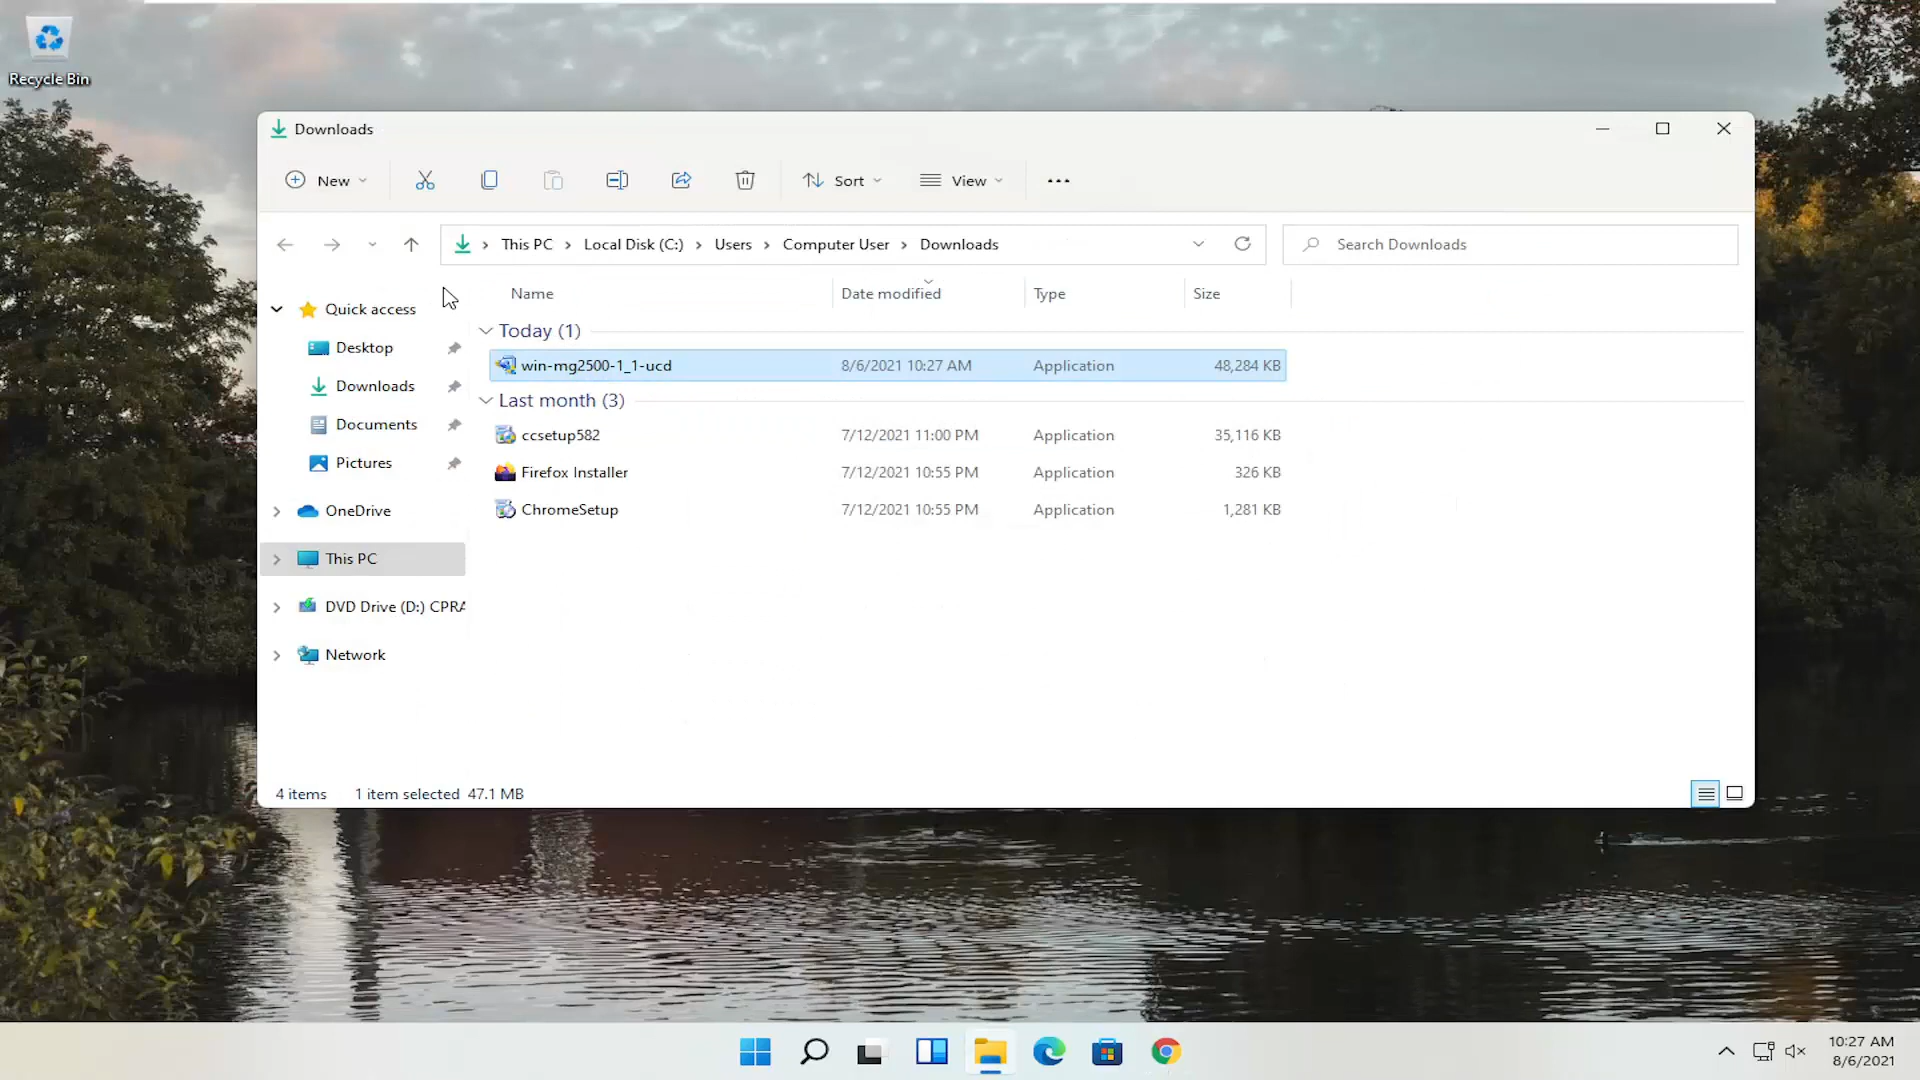 Recycle Bin
Downloads
New
Sort
View
This PC
Local Disk (C:)
Users
Computer User
Downloads
Search Downloads
Name
Date modified
Type
Size
Quick access
Desktop
Downloads
Documents
Pictures
OneDrive
This PC
DVD Drive (D:) CPRA
Network
Today (1)
win-mg2500-1_1-ucd 8/6/2021 10:27 AM Application 48,284 KB
Last month (3)
ccsetup582 7/12/2021 11:00 PM Application 35,116 KB
Firefox Installer 7/12/2021 10:55 PM Application 326 KB
ChromeSetup 7/12/2021 10:55 PM Application 1,281 KB
4 items 1 item selected 47.1 MB
10:27 AM
8/6/2021